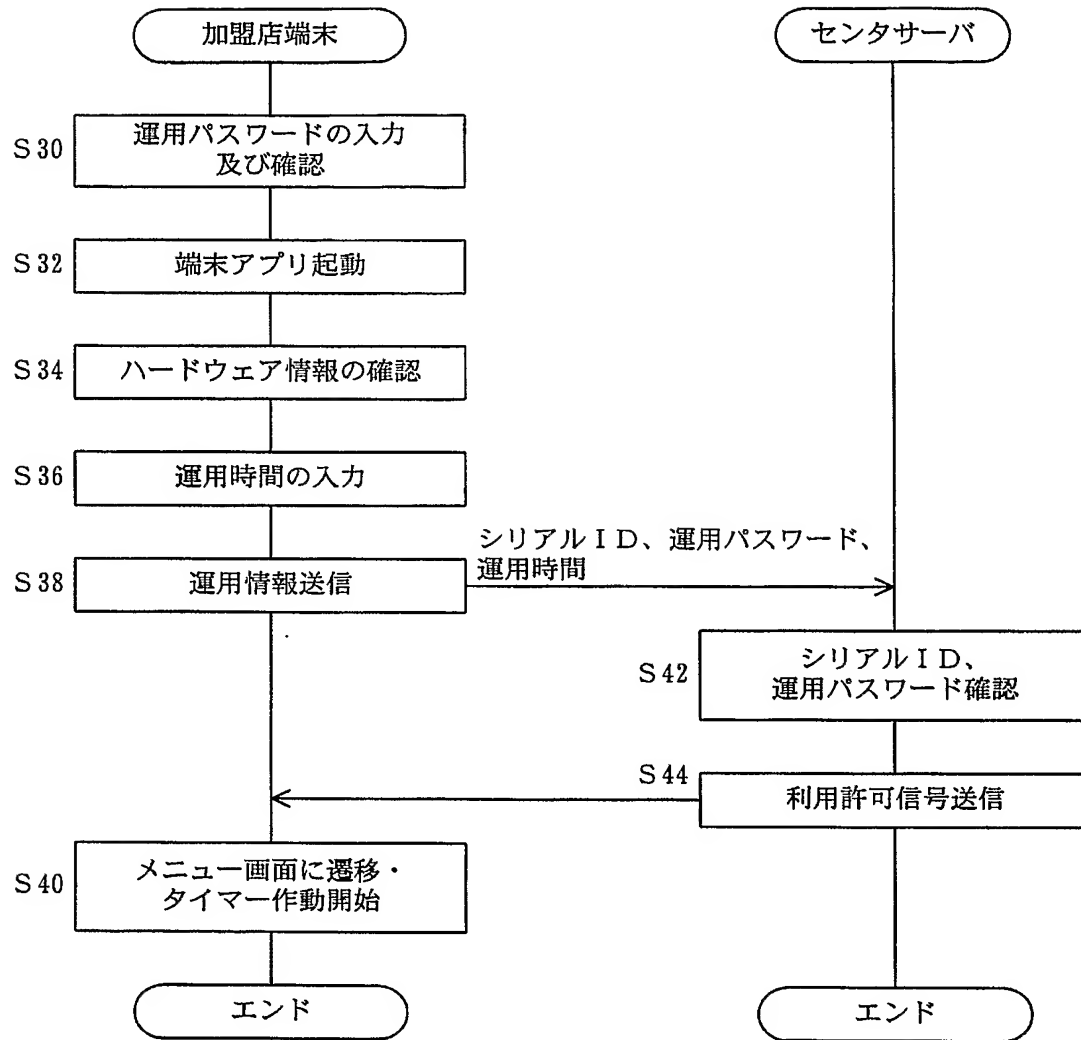 加盟店端末
センタサーバ
S30
運用パスワードの入力
及び確認
S32
端末アプリ起動
S34
ハードウェア情報の確認
S36
運用時間の入力
シリアルID、運用パスワード、
運用時間
S38
運用情報送信
S42
シリアルID、
運用パスワード確認
S44
利用許可信号送信
S40
メニュー画面に遷移・
タイマー作動開始
エンド
エンド